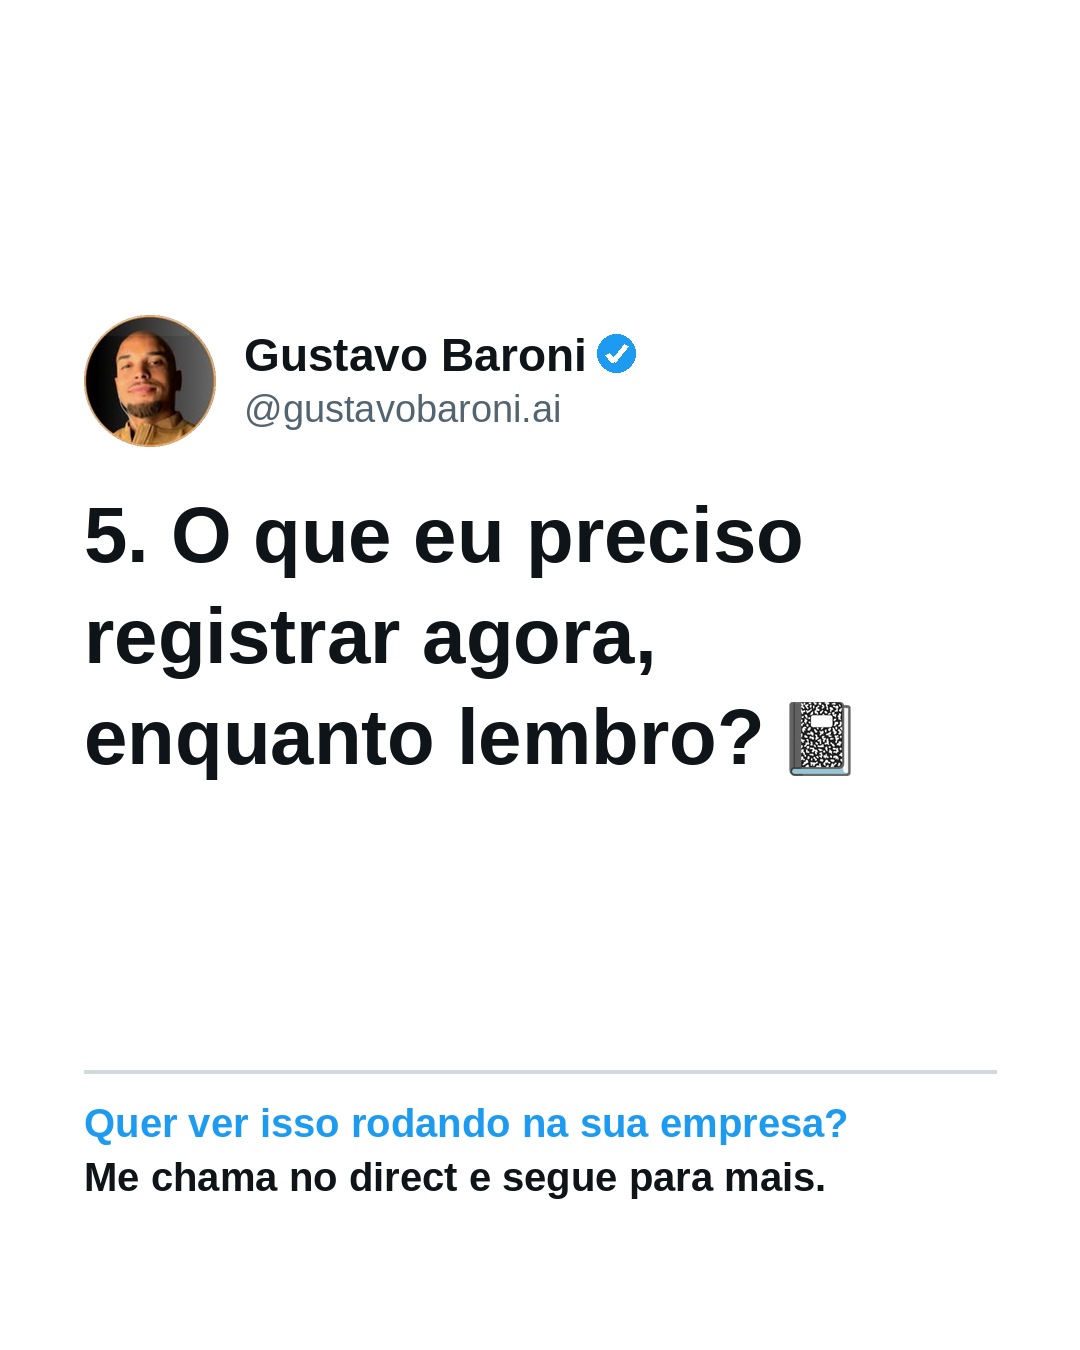 Gustavo Baroni
@gustavobaroni.ai
5. O que eu preciso
registrar agora,
enquanto lembro? 📓
Quer ver isso rodando na sua empresa?
Me chama no direct e segue para mais.